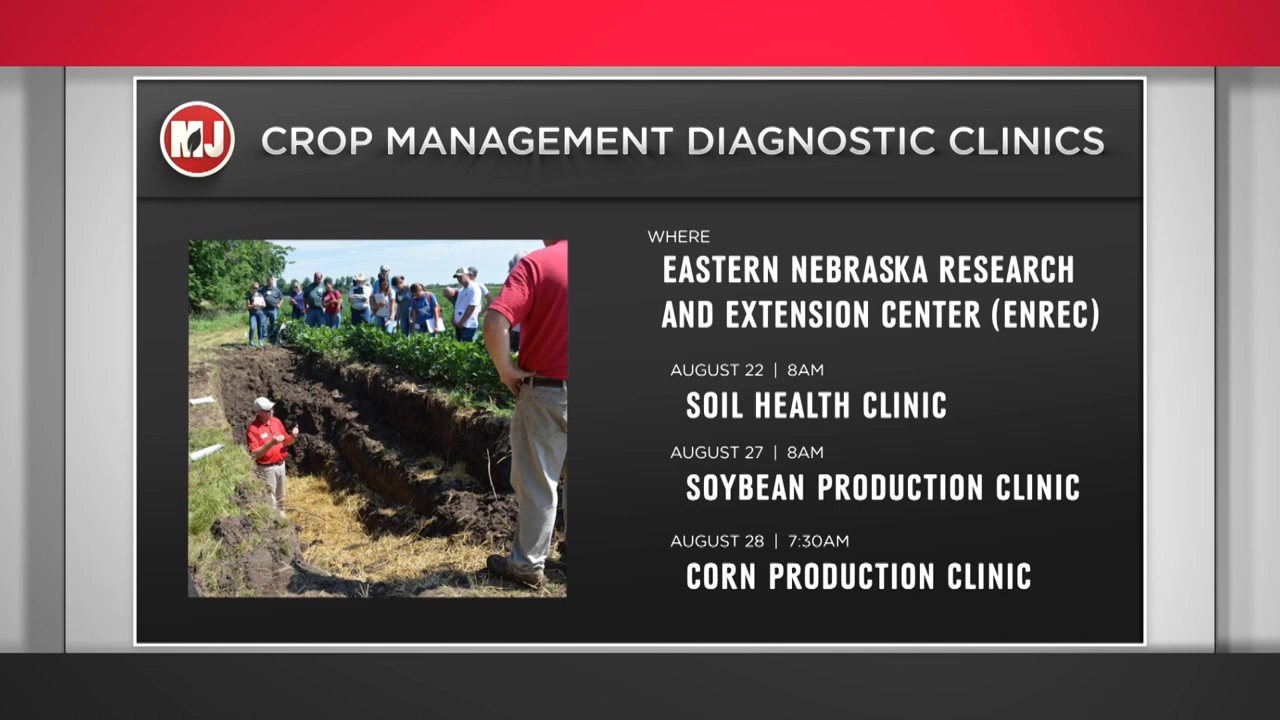 MJ
CROP MANAGEMENT DIAGNOSTIC CLINICS
WHERE
EASTERN NEBRASKA RESEARCH
AND EXTENSION CENTER (ENREC)
AUGUST 22 | 8AM
SOIL HEALTH CLINIC
AUGUST 27 | 8AM
SOYBEAN PRODUCTION CLINIC
AUGUST 28 | 7:30AM
CORN PRODUCTION CLINIC